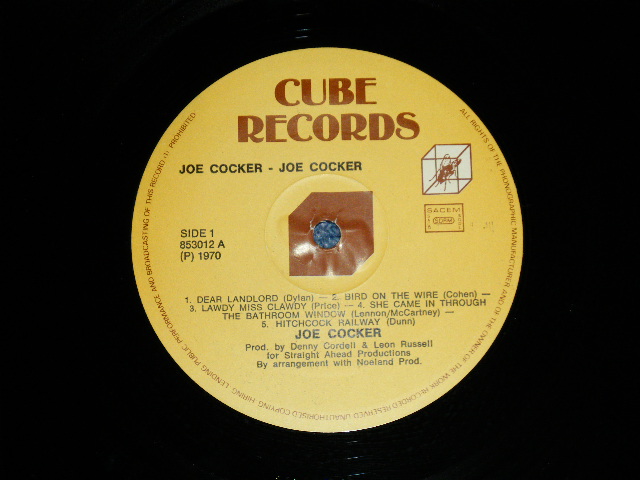 CUBE
RECORDS
JOE COCKER - JOE COCKER
SACEM
SIDE 1
853012 A
(P) 1970
1. DEAR LANDLORD (Dylan) — 2. BIRD ON THE WIRE (Cohen) —
3. LAWDY MISS CLAWDY (Price) — 4. SHE CAME IN THROUGH
THE BATHROOM WINDOW (Lennon/McCartney) —
5. HITCHCOCK RAILWAY (Dunn)
JOE COCKER
Prod. by Denny Cordell & Leon Russell
for Straight Ahead Productions
By arrangement with Noeland Prod.
ALL RIGHTS OF THE PHONOGRAPHIC MANUFACTURER AND OF THE OWNER OF THE WORK RECORDED RESERVED UNAUTHORISED COPYING, HIRING, LENDING, PUBLIC PERFORMANCE AND BROADCASTING OF THIS RECORD PROHIBITED